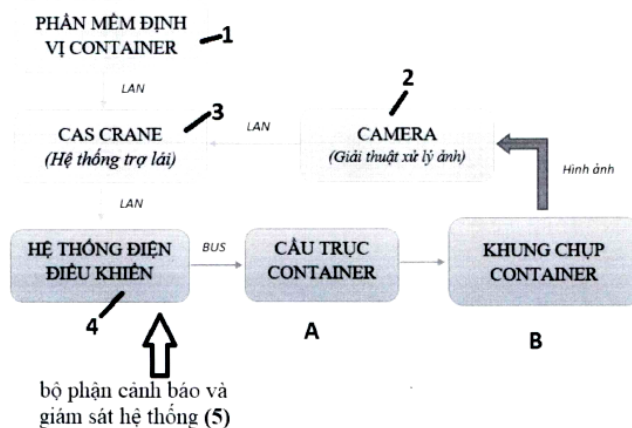 PHẦN MỀM ĐỊNH
VỊ CONTAINER
1
LAN
2
3
CAS CRANE
(Hệ thống trợ lái)
LAN
CAMERA
(Giải thuật xử lý ảnh)
Hình ảnh
LAN
HỆ THỐNG ĐIỆN
ĐIỀU KHIỂN
BUS
CẦU TRỤC
CONTAINER
KHUNG CHỤP
CONTAINER
4
A
B
bộ phận cảnh báo và
giám sát hệ thống (5)